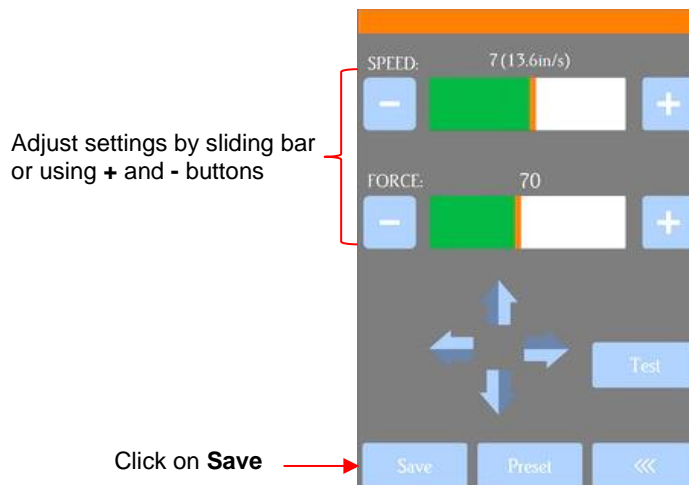 SPEED: 7(13.6in/s)
- +
Adjust settings by sliding bar
or using + and - buttons
FORCE: 70
- +
Test
Click on Save
Save Preset <<<